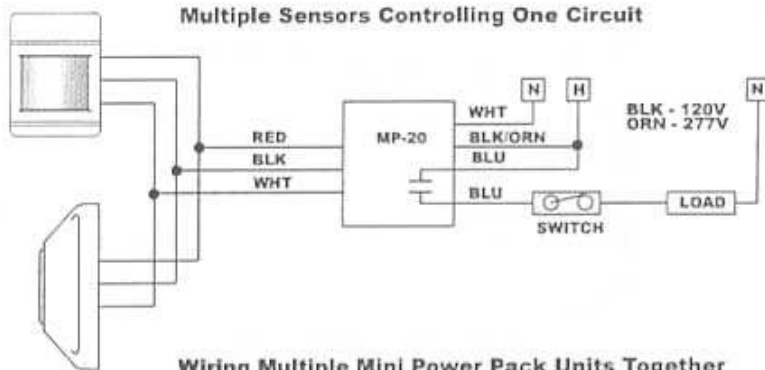 Multiple Sensors Controlling One Circuit
N H N
BLK - 120V
ORN - 277V
WHT
MP-20
RED
BLK/ORN
BLK
BLU
WHT
BLU
LOAD
SWITCH
Wiring Multiple Mini Power Pack Units Together